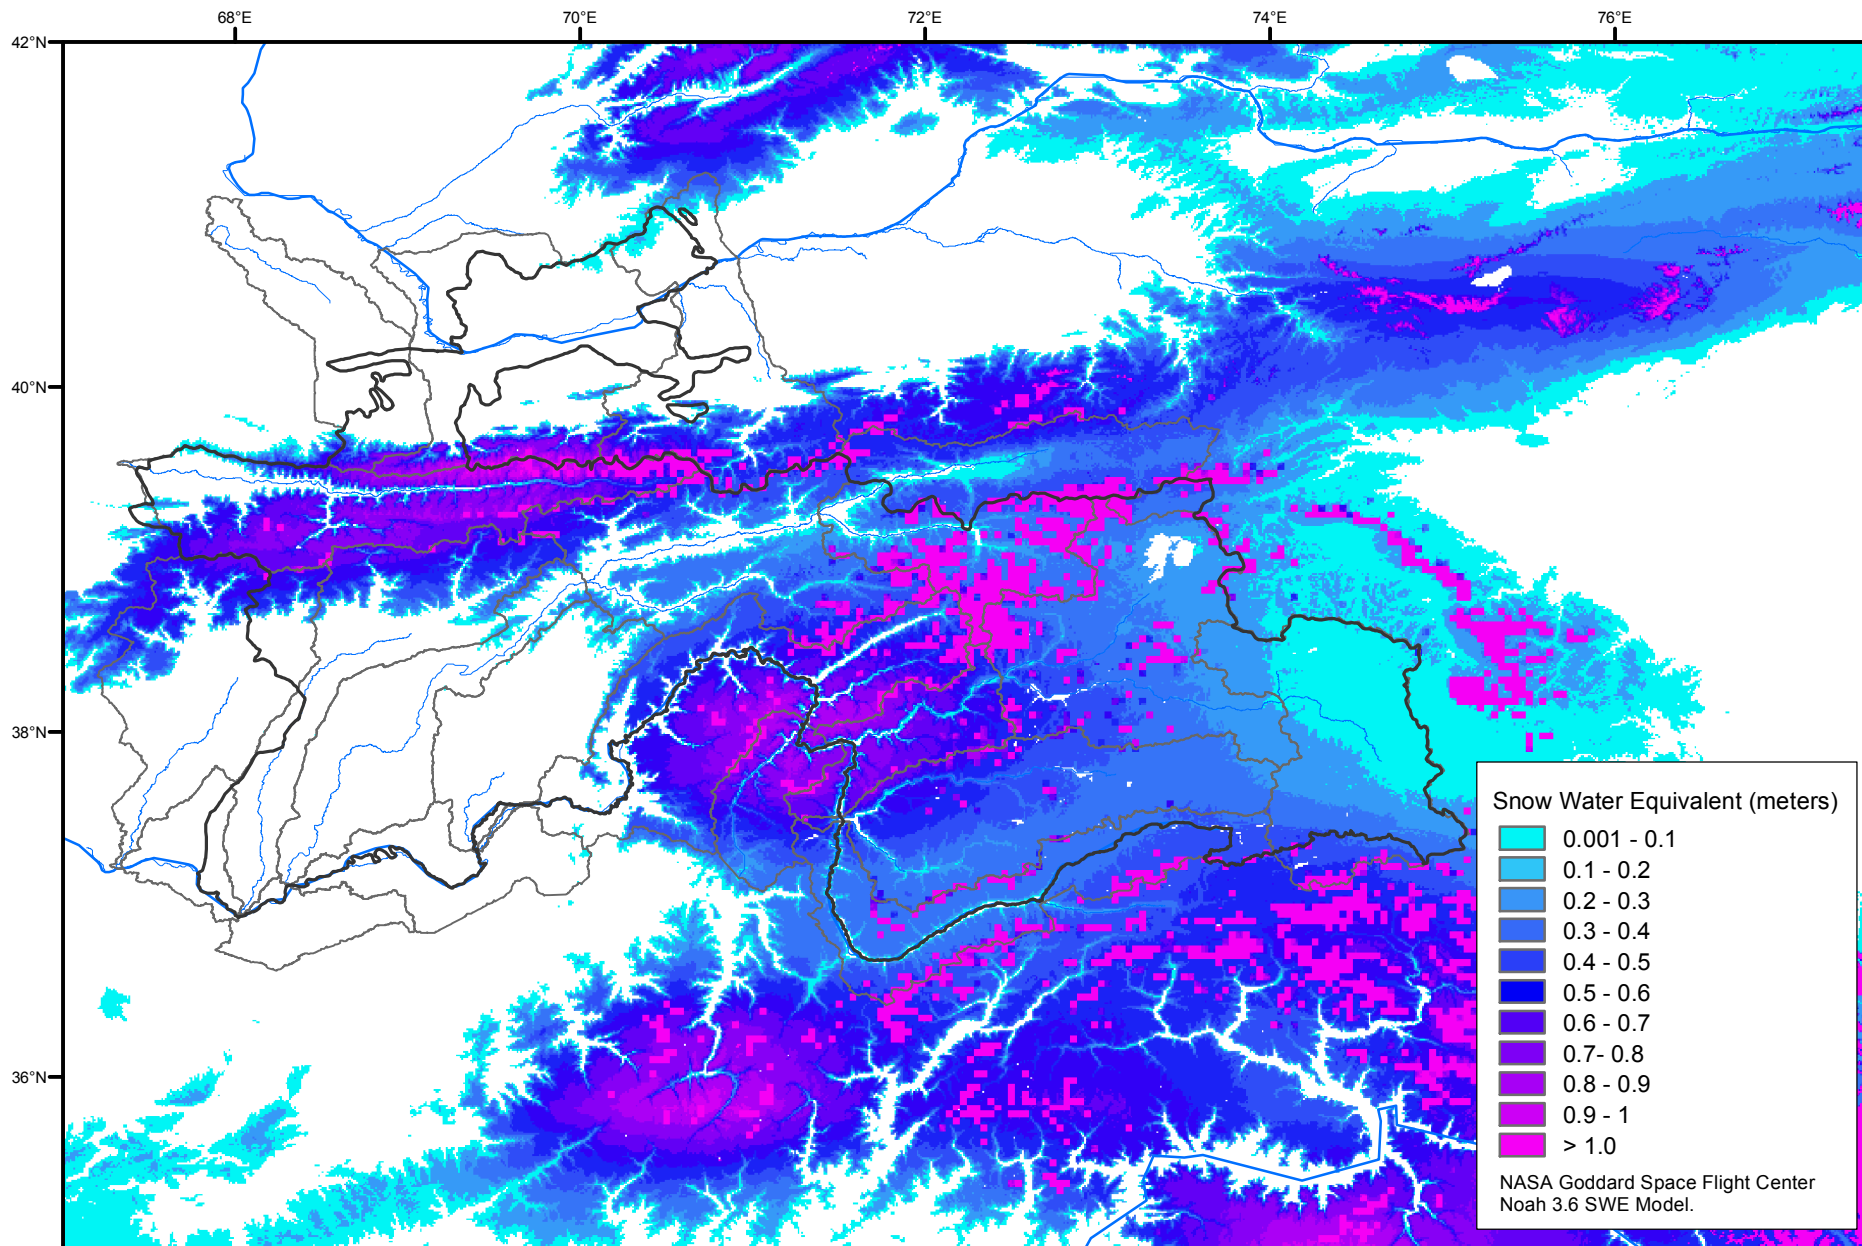 68°E 70°E 72°E 74°E 76°E
42°N
40°N
38°N
36°N
Snow Water Equivalent (meters)
0.001 - 0.1
0.1 - 0.2
0.2 - 0.3
0.3 - 0.4
0.4 - 0.5
0.5 - 0.6
0.6 - 0.7
0.7- 0.8
0.8 - 0.9
0.9 - 1
> 1.0
NASA Goddard Space Flight Center
Noah 3.6 SWE Model.